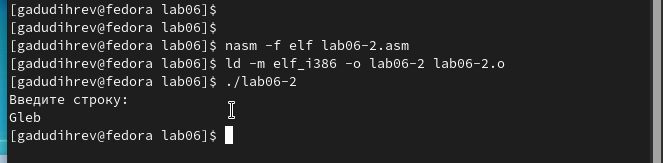 [gadudihrev@fedora lab06]$
[gadudihrev@fedora lab06]$
[gadudihrev@fedora lab06]$ nasm -f elf lab06-2.asm
[gadudihrev@fedora lab06]$ ld -m elf_i386 -o lab06-2 lab06-2.o
[gadudihrev@fedora lab06]$ ./lab06-2
Введите строку:
Gleb
[gadudihrev@fedora lab06]$